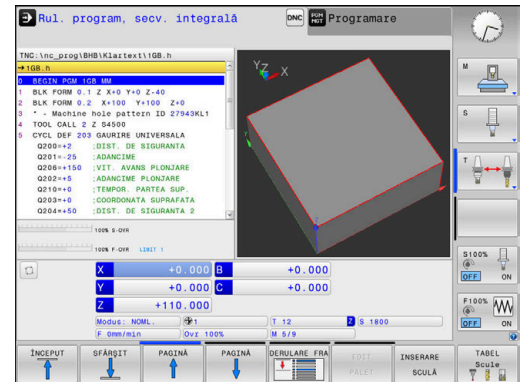 Rul. program, secv. integrală
DNC
PGM MGT
Programare
TNC:\nc_prog\BHB\Klartext\1GB.h
→1GB.h
0 BEGIN PGM 1GB MM
1 BLK FORM 0.1 Z X+0 Y+0 Z-40
2 BLK FORM 0.2 X+100 Y+100 Z+0
3 * - Machine hole pattern ID 27943KL1
4 TOOL CALL 2 Z S4500
5 CYCL DEF 203 GAURIRE UNIVERSALA
Q200=+2 ;DIST. DE SIGURANTA
Q201=-25 ;ADANCIME
Q206=+150 ;VIT. AVANS PLONJARE
Q202=+5 ;ADANCIME PLONJARE
Q210=+0 ;TEMPOR. PARTEA SUP.
Q203=+0 ;COORDONATA SUPRAFATA
Q204=+50 ;DIST. DE SIGURANTA 2
100% S-OVR
100% F-OVR LIMIT 1
Y Z X
Z
M
S
T
S100%
OFF ON
F100%
OFF ON
X +0.000 B +0.000
Y +0.000 C +0.000
Z +110.000
Modus: NOML. 1 T 12 Z S 1800
F 0mm/min Ovr 100% M 5/9
ÎNCEPUT
SFÂRŞIT
PAGINĂ
PAGINĂ
DERULARE FRA
EDIT PALET
INSERARE SCULĂ
TABEL Scule